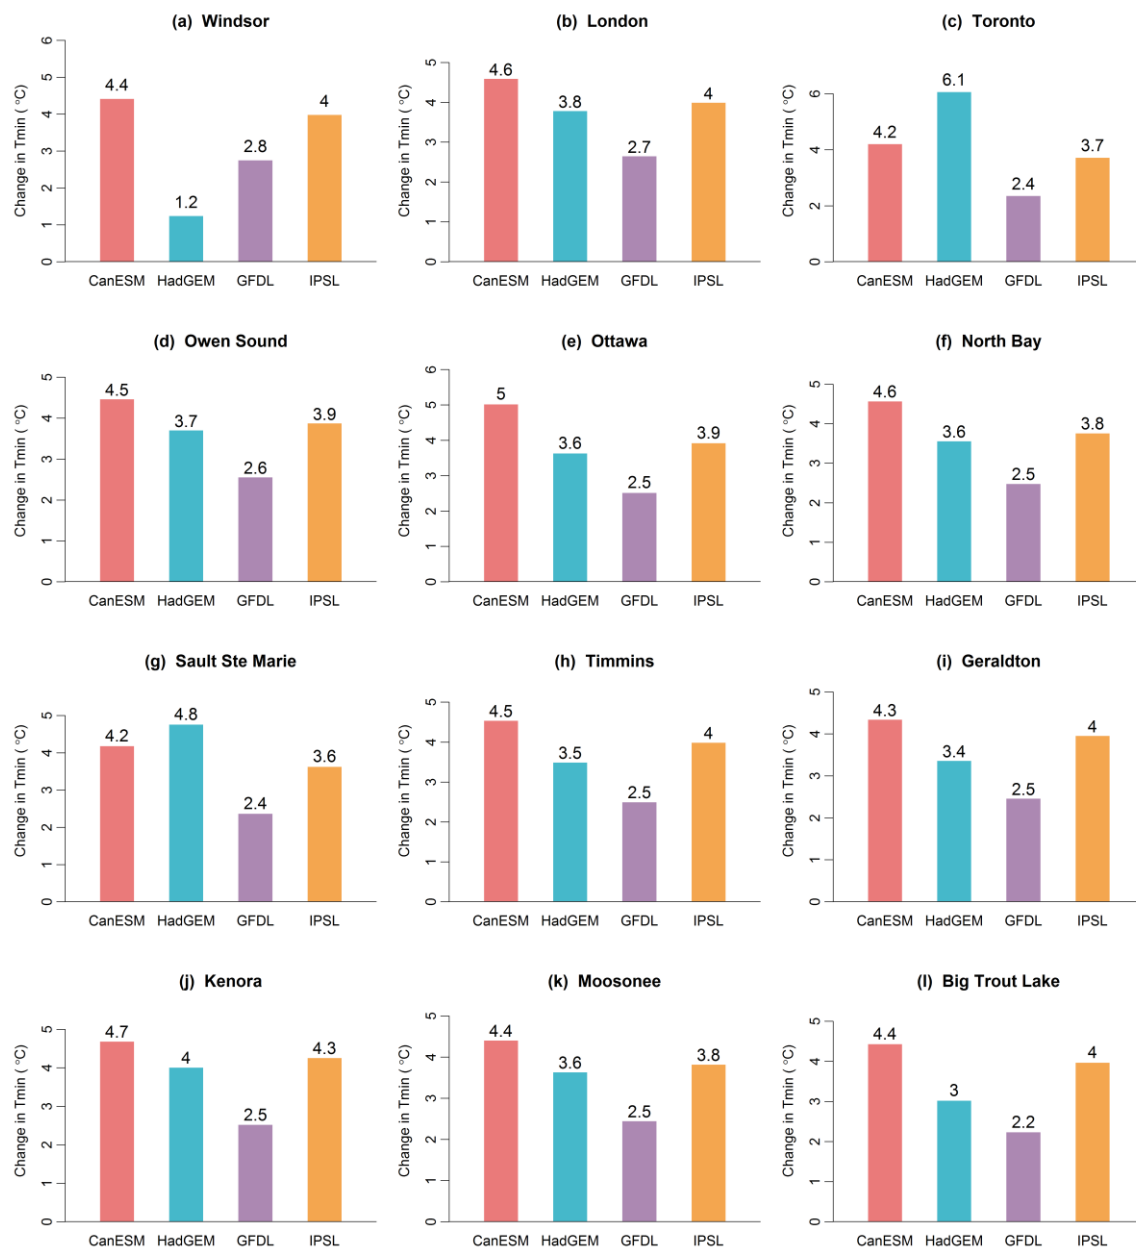 (a) Windsor
(b) London
(c) Toronto
Change in Tmin ( °C)
0 1 2 3 4 5 6
4.4 1.2 2.8 4
CanESM HadGEM GFDL IPSL
Change in Tmin ( °C)
0 1 2 3 4 5
4.6 3.8 2.7 4
CanESM HadGEM GFDL IPSL
Change in Tmin ( °C)
0 2 4 6
4.2 6.1 2.4 3.7
CanESM HadGEM GFDL IPSL
(d) Owen Sound
(e) Ottawa
(f) North Bay
Change in Tmin ( °C)
0 1 2 3 4 5
4.5 3.7 2.6 3.9
CanESM HadGEM GFDL IPSL
Change in Tmin ( °C)
0 1 2 3 4 5 6
5 3.6 2.5 3.9
CanESM HadGEM GFDL IPSL
Change in Tmin ( °C)
0 1 2 3 4 5
4.6 3.6 2.5 3.8
CanESM HadGEM GFDL IPSL
(g) Sault Ste Marie
(h) Timmins
(i) Geraldton
Change in Tmin ( °C)
0 1 2 3 4 5
4.2 4.8 2.4 3.6
CanESM HadGEM GFDL IPSL
Change in Tmin ( °C)
0 1 2 3 4 5
4.5 3.5 2.5 4
CanESM HadGEM GFDL IPSL
Change in Tmin ( °C)
0 1 2 3 4 5
4.3 3.4 2.5 4
CanESM HadGEM GFDL IPSL
(j) Kenora
(k) Moosonee
(l) Big Trout Lake
Change in Tmin ( °C)
0 1 2 3 4 5
4.7 4 2.5 4.3
CanESM HadGEM GFDL IPSL
Change in Tmin ( °C)
0 1 2 3 4 5
4.4 3.6 2.5 3.8
CanESM HadGEM GFDL IPSL
Change in Tmin ( °C)
0 1 2 3 4 5
4.4 3 2.2 4
CanESM HadGEM GFDL IPSL